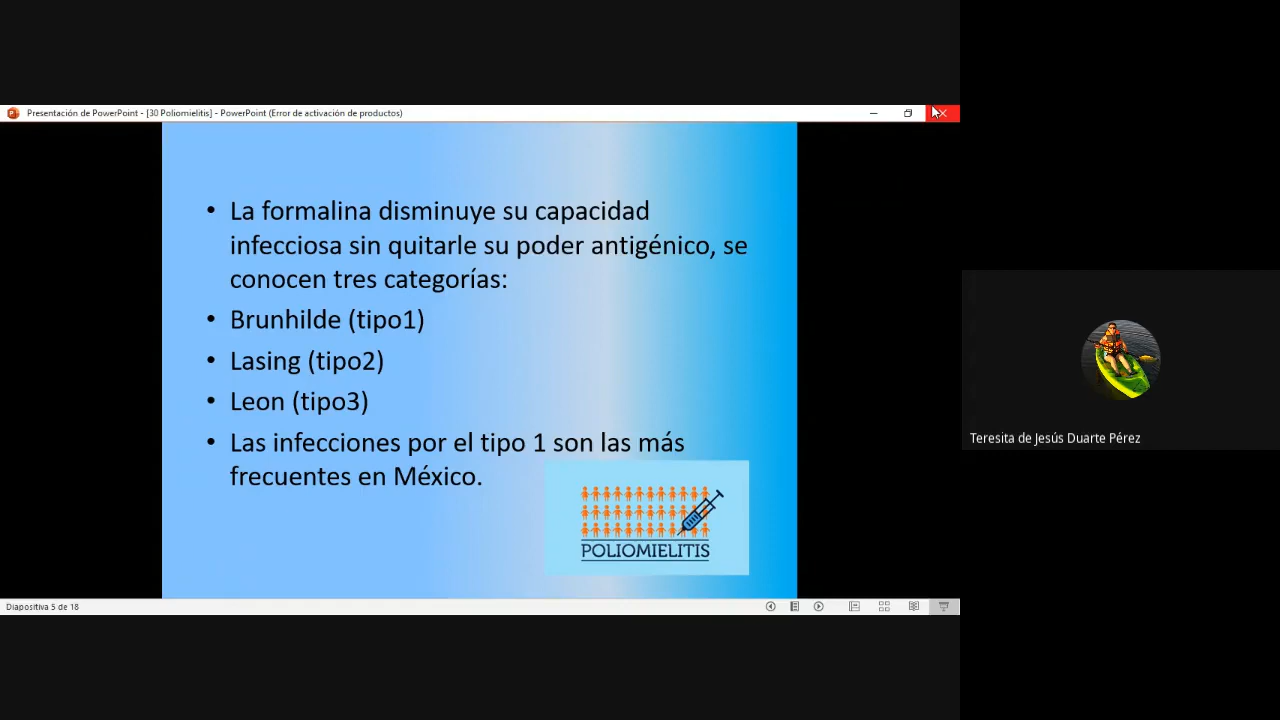 Presentación de PowerPoint - [30 Poliomielitis] - PowerPoint (Error de activación de productos)
• La formalina disminuye su capacidad
infecciosa sin quitarle su poder antigénico, se
conocen tres categorías:
• Brunhilde (tipo1)
• Lasing (tipo2)
• Leon (tipo3)
• Las infecciones por el tipo 1 son las más
frecuentes en México.
POLIOMIELITIS
Diapositiva 5 de 18
Teresita de Jesús Duarte Pérez